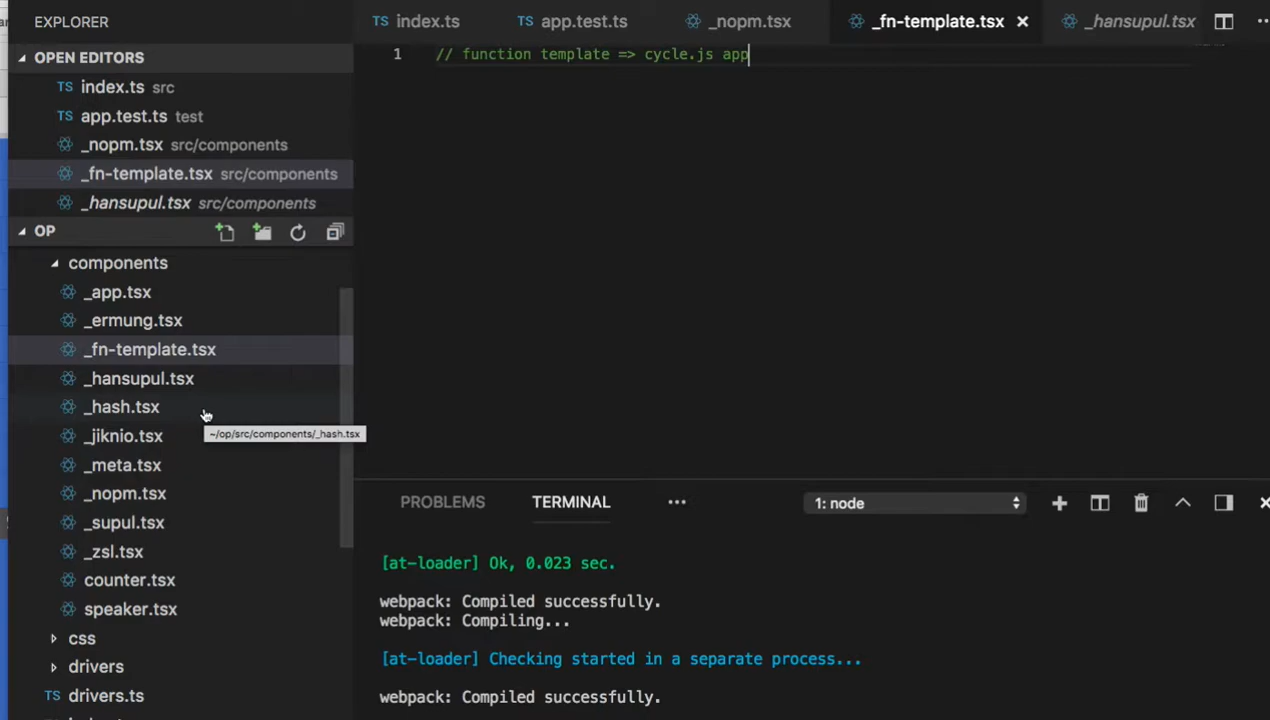 EXPLORER
OPEN EDITORS
TS index.ts src
TS app.test.ts test
_nopm.tsx src/components
_fn-template.tsx src/components
_hansupul.tsx src/components
OP
components
_app.tsx
_ermung.tsx
_fn-template.tsx
_hansupul.tsx
_hash.tsx
~/op/src/components/_hash.tsx
_jiknio.tsx
_meta.tsx
_nopm.tsx
_supul.tsx
_zsl.tsx
counter.tsx
speaker.tsx
css
drivers
TS drivers.ts
TS index.ts
TS app.test.ts
_nopm.tsx
_fn-template.tsx
_hansupul.tsx
1 // function template => cycle.js app
PROBLEMS
TERMINAL
1: node
[at-loader] Ok, 0.023 sec.
webpack: Compiled successfully.
webpack: Compiling...
[at-loader] Checking started in a separate process...
webpack: Compiled successfully.